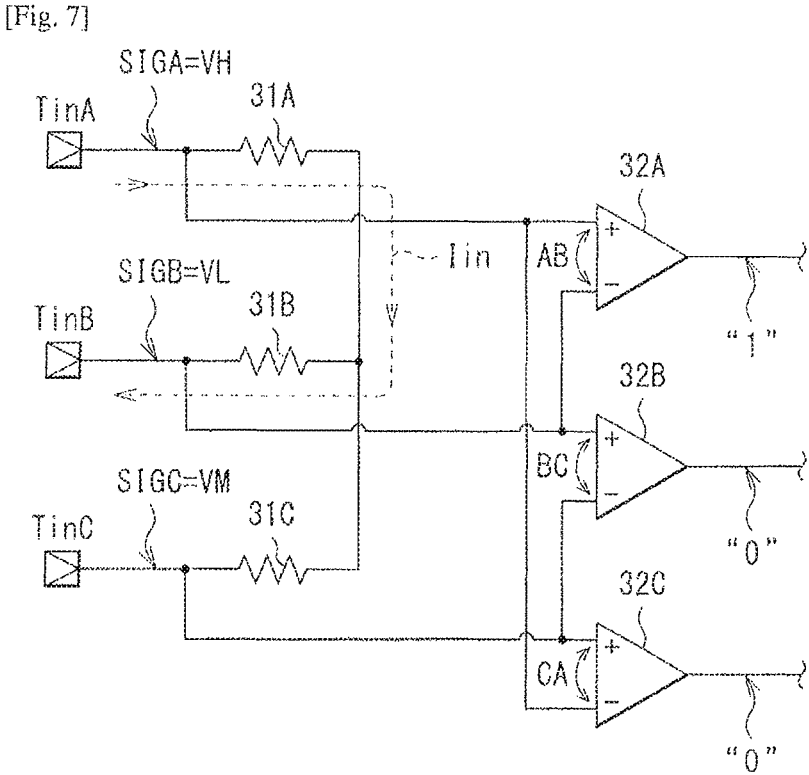 [Fig. 7]
SIGA=VH
TinA
31A
32A
+
AB
−
Iin
"1"
SIGB=VL
TinB
31B
32B
+
BC
−
"0"
SIGC=VM
TinC
31C
32C
+
CA
−
"0"